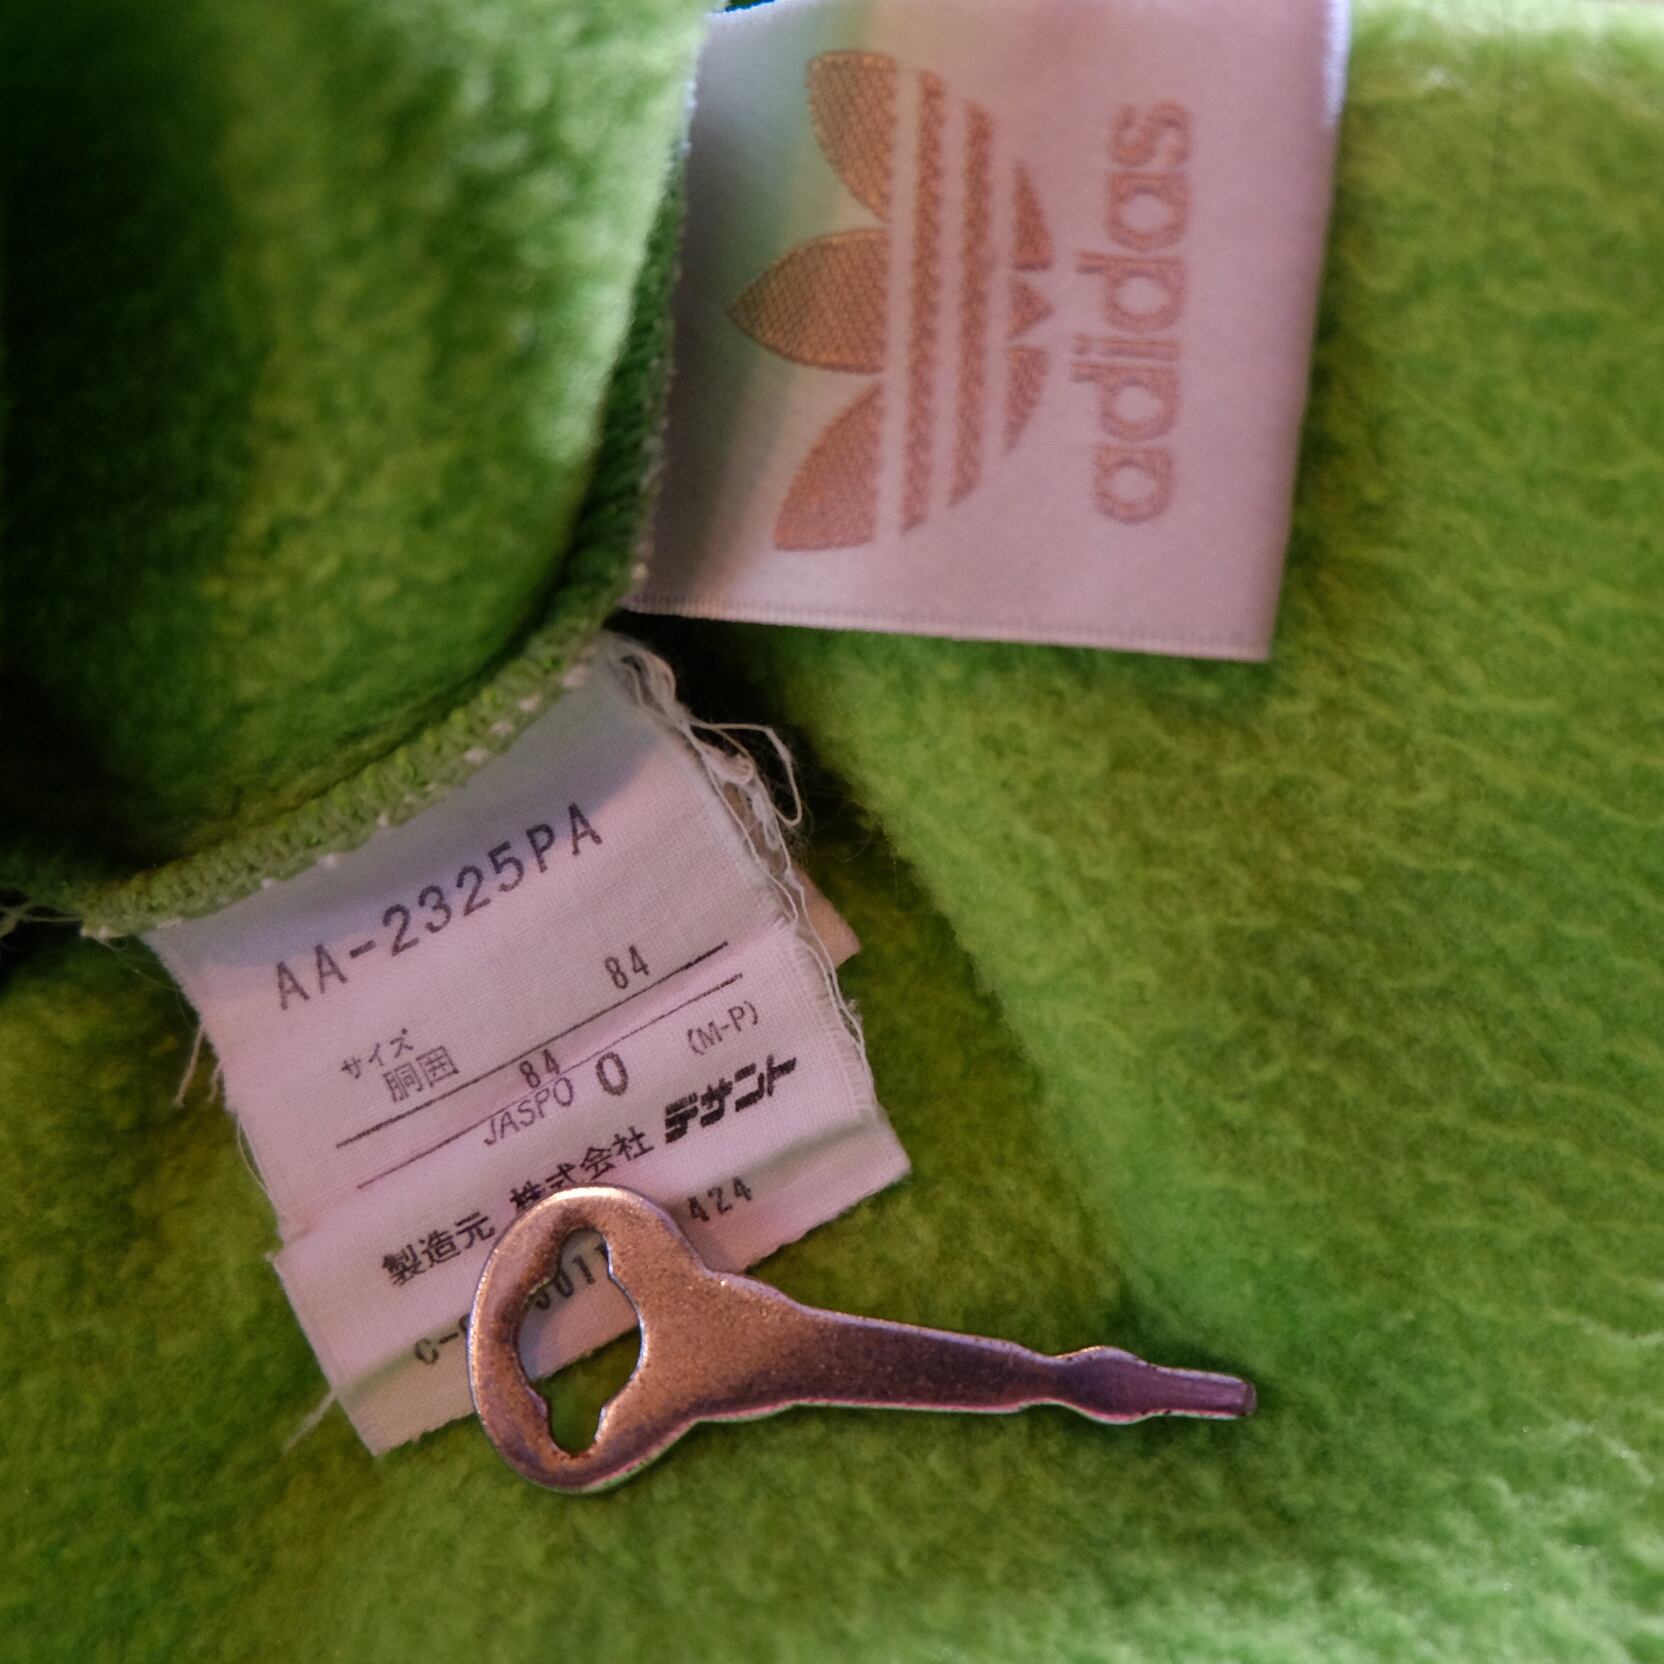 adidas
AA-2325PA
サイズ
胴囲 84
84
JASPO O (M-P)
製造元 株式会社 デサント
424